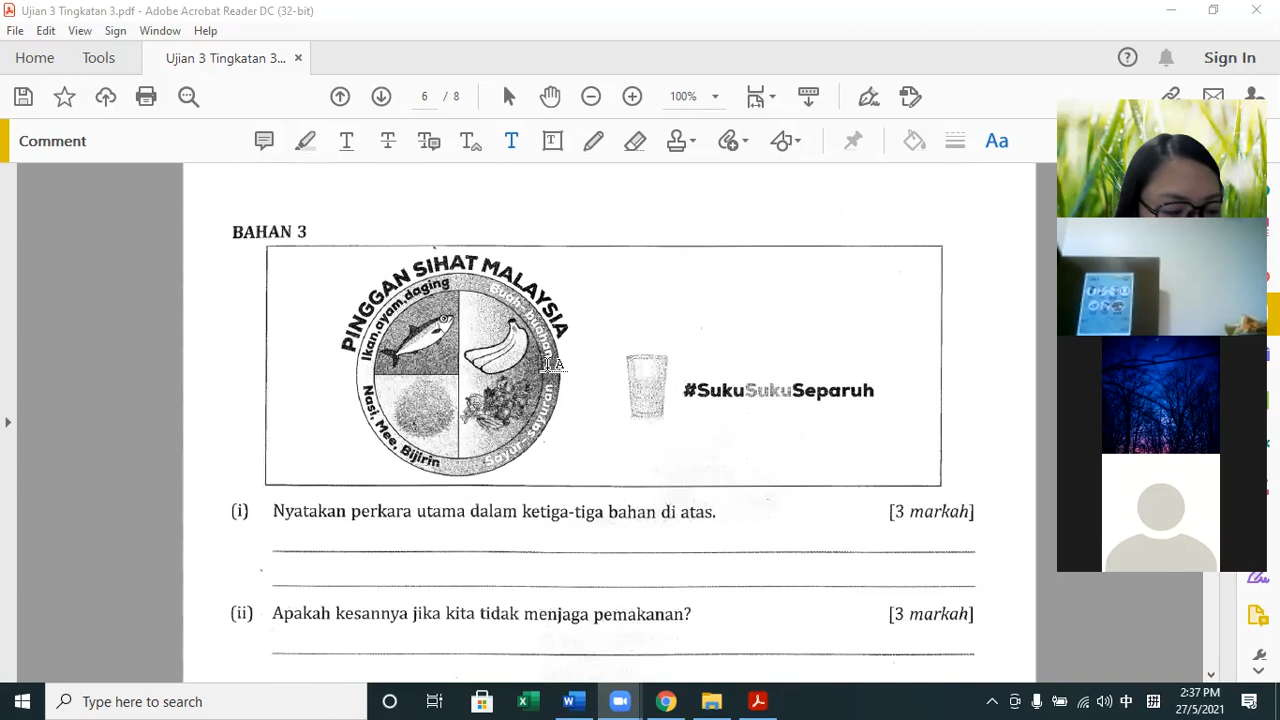 Ujian 3 Tingkatan 3.pdf - Adobe Acrobat Reader DC (32-bit)
File Edit View Sign Window Help
Home Tools Ujian 3 Tingkatan 3... × Sign In
6 / 8 100%
Comment Aa
BAHAN 3
PINGGAN SIHAT MALAYSIA
Ikan,ayam,daging
Buah-buahan
Nasi, Mee, Bijirin
Sayur-sayuran
#SukuSukuSeparuh
(i) Nyatakan perkara utama dalam ketiga-tiga bahan di atas. [3 markah]
(ii) Apakah kesannya jika kita tidak menjaga pemakanan? [3 markah]
Type here to search
中 拼
2:37 PM
27/5/2021